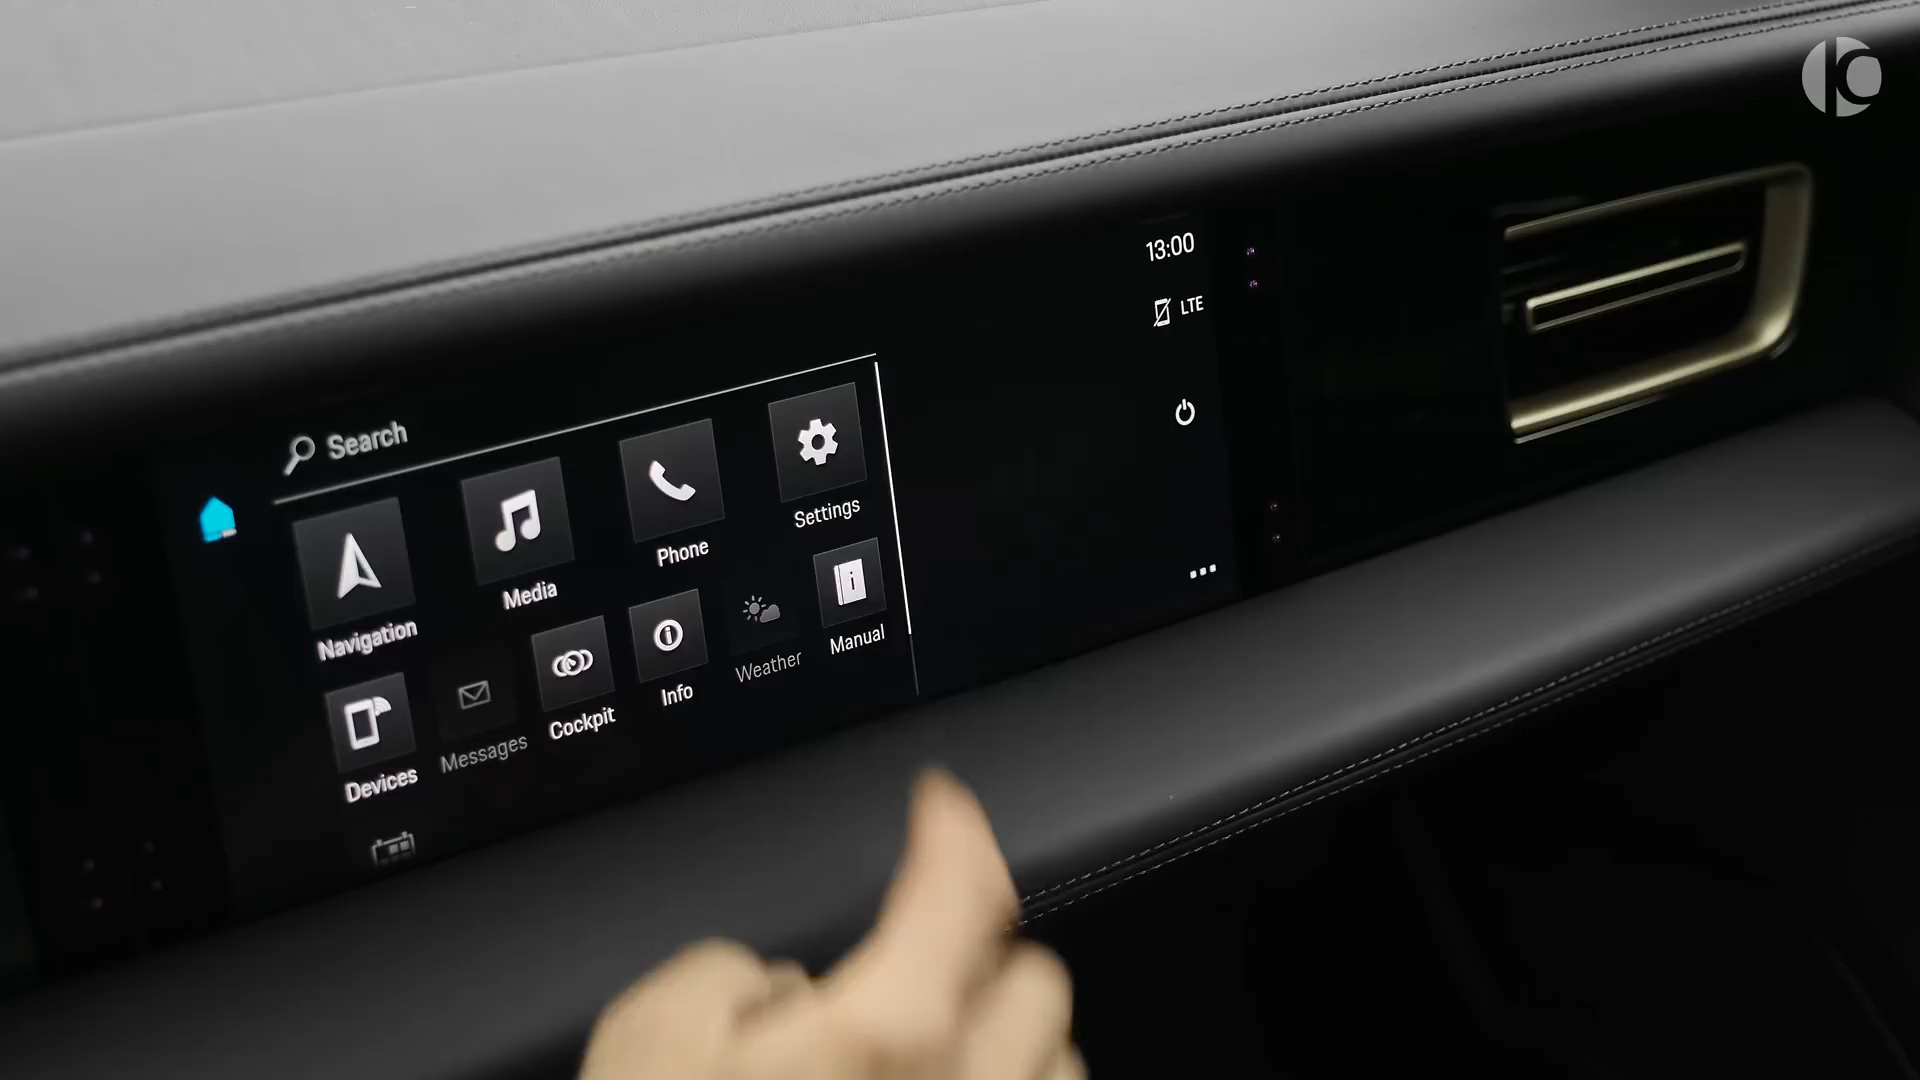 13:00
LTE
Search
Navigation
Media
Phone
Settings
Devices
Messages
Cockpit
Info
Weather
Manual